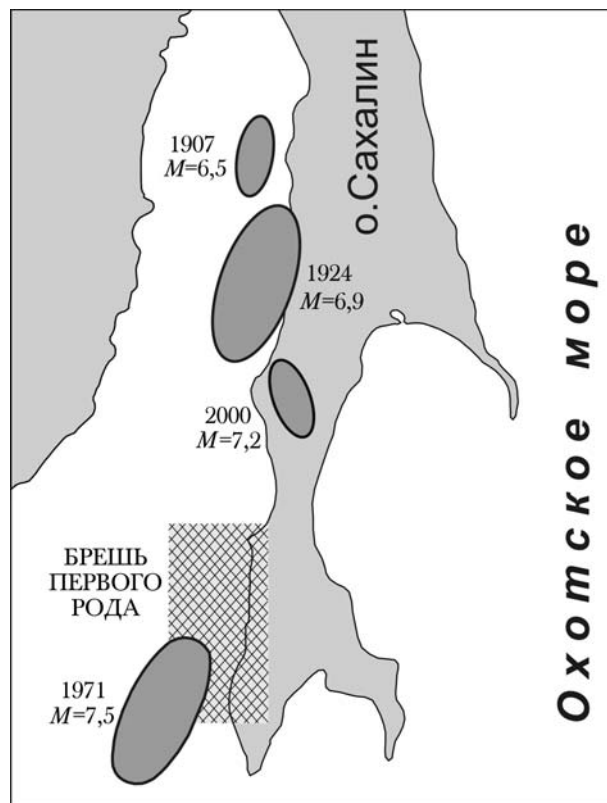 о.Сахалин
1907
M=6,5
1924
M=6,9
2000
M=7,2
БРЕШЬ
ПЕРВОГО
РОДА
1971
M=7,5
Охотское море